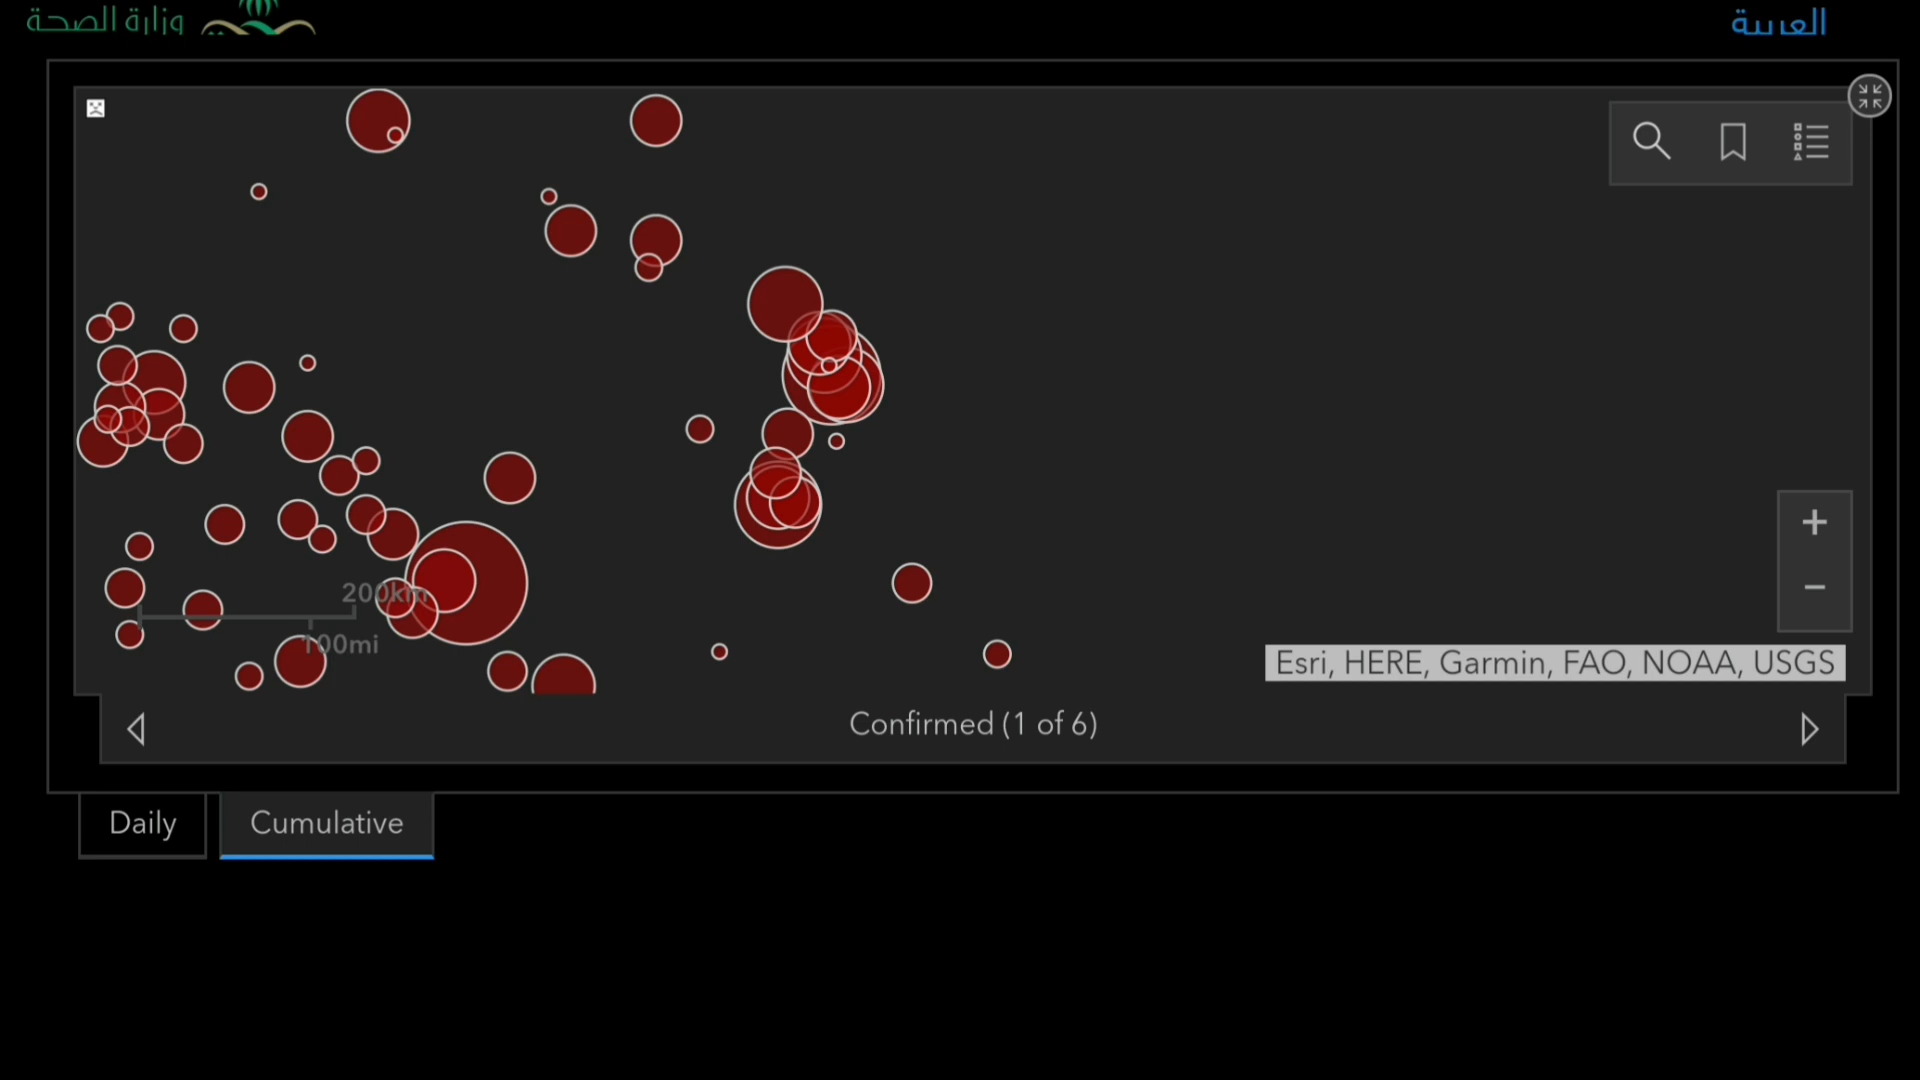 وزارة الصحة
العربية
200km
100mi
Esri, HERE, Garmin, FAO, NOAA, USGS
Confirmed (1 of 6)
Daily
Cumulative